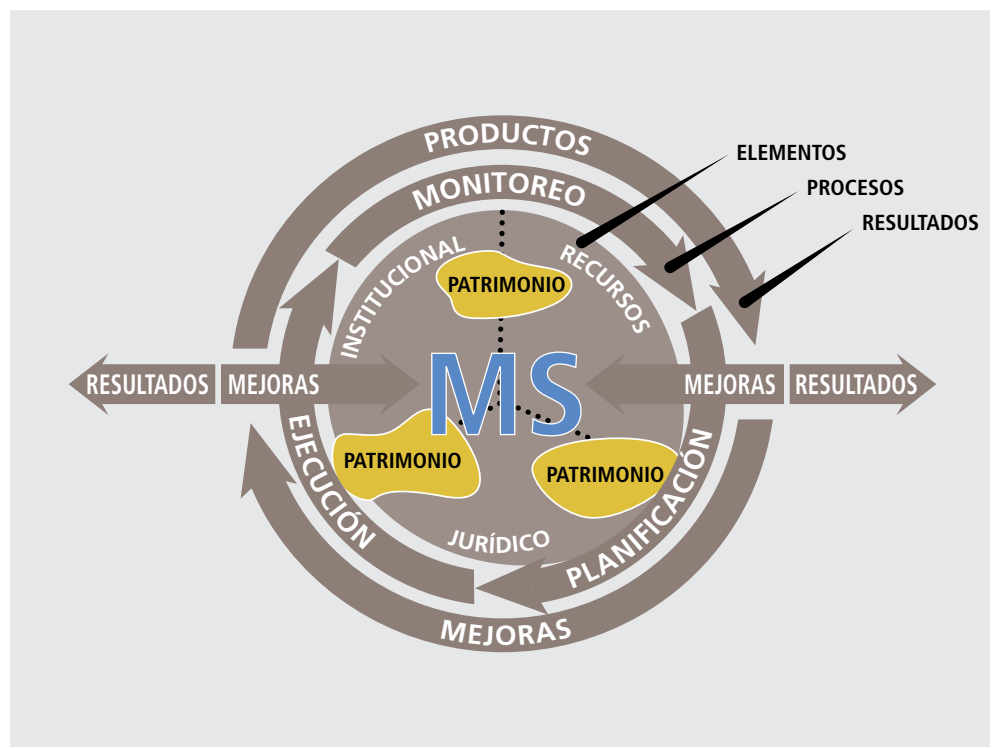 PRODUCTOS
MONITOREO
ELEMENTOS
PROCESOS
RESULTADOS
INSTITUCIONAL
RECURSOS
PATRIMONIO
RESULTADOS
MEJORAS
MS
MEJORAS
RESULTADOS
PATRIMONIO
PATRIMONIO
EJECUCIÓN
JURÍDICO
PLANIFICACIÓN
MEJORAS